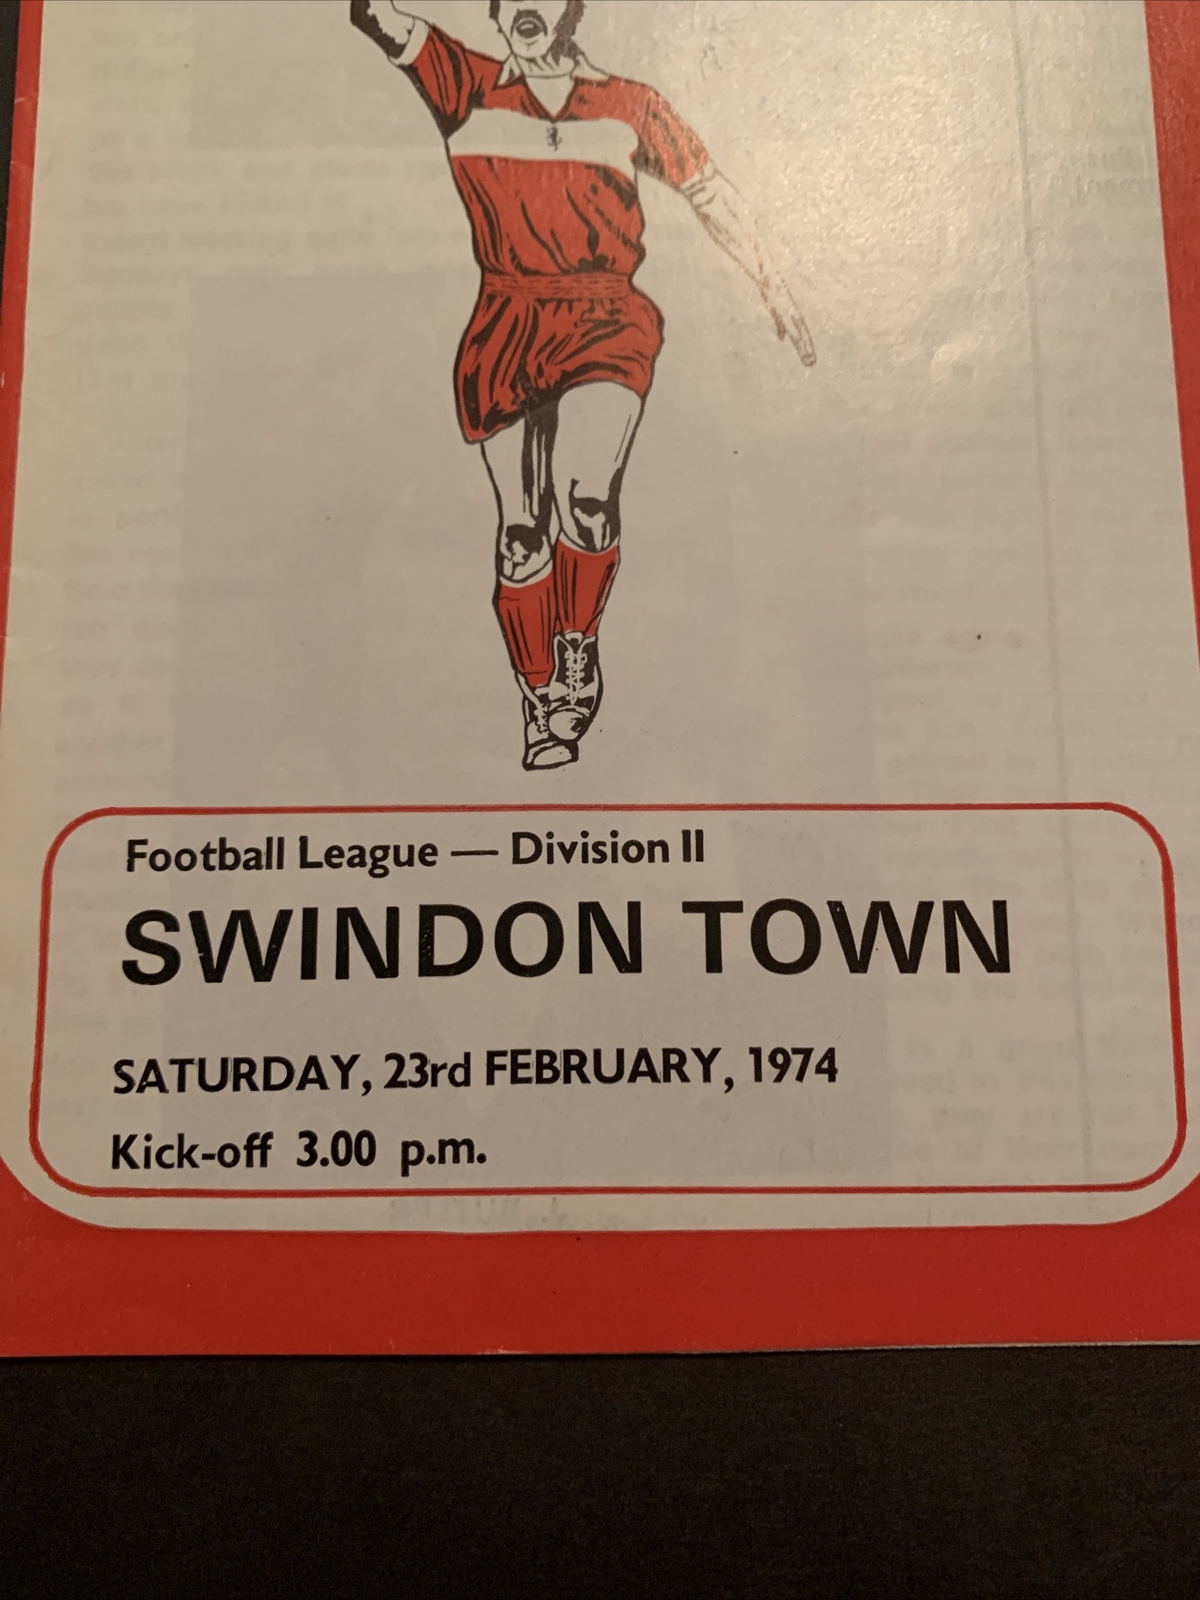 Football League — Division II
SWINDON TOWN
SATURDAY, 23rd FEBRUARY, 1974
Kick-off 3.00 p.m.